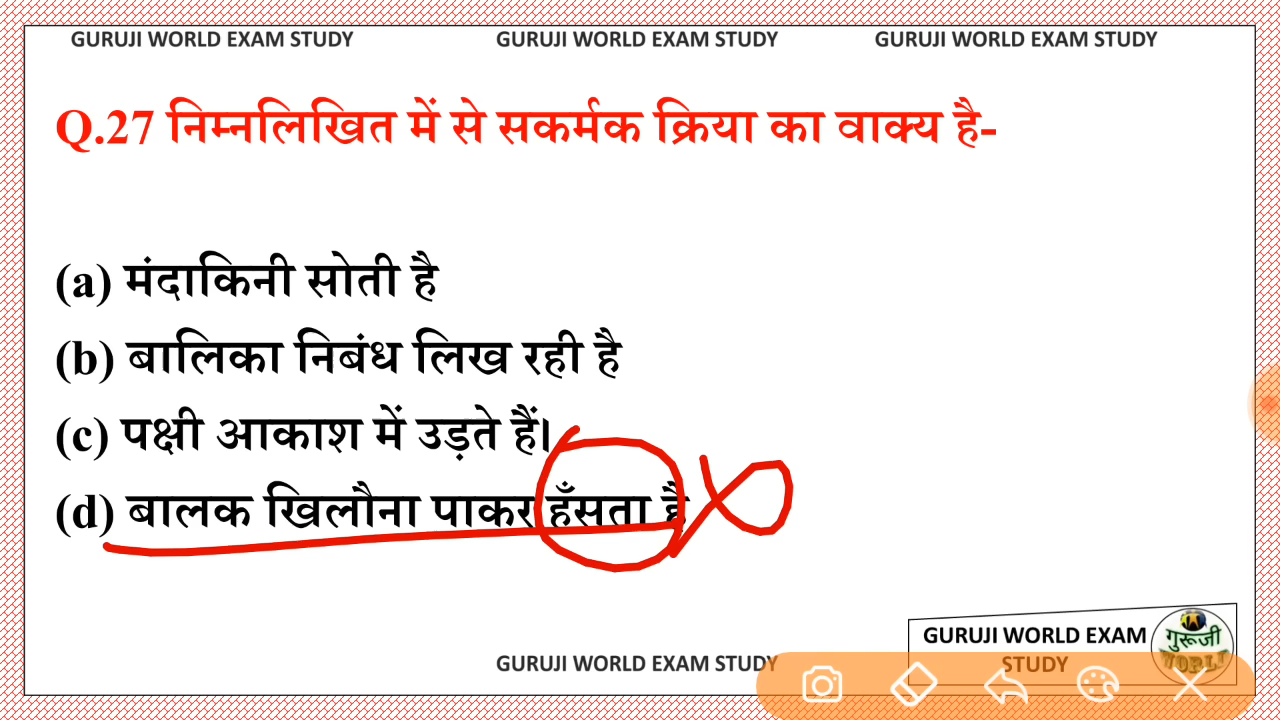 GURUJI WORLD EXAM STUDY GURUJI WORLD EXAM STUDY GURUJI WORLD EXAM STUDY
Q.27 निम्नलिखित में से सकर्मक क्रिया का वाक्य है-
(a) मंदाकिनी सोती है
(b) बालिका निबंध लिख रही है
(c) पक्षी आकाश में उड़ते हैं।
(d) बालक खिलौना पाकर हँसता है
GURUJI WORLD EXAM STUDY
GURUJI WORLD EXAM
STUDY
गुरूजी
WORLD